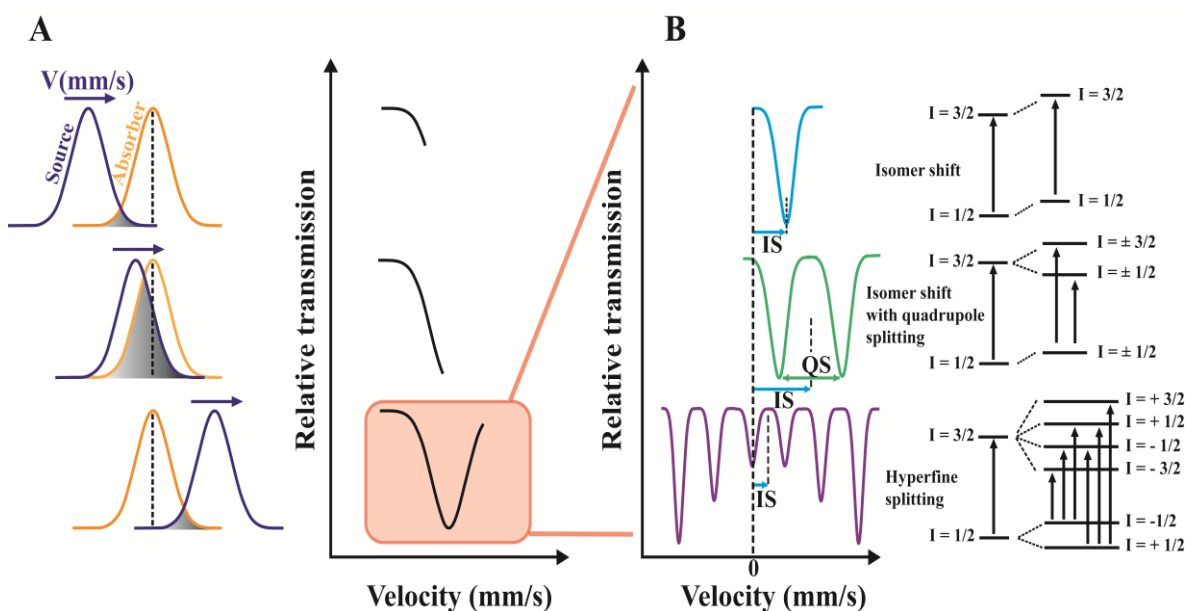 A
V(mm/s)
Source
Absorber
Relative transmission
Velocity (mm/s)
B
Relative transmission
IS
QS
IS
IS
0
Velocity (mm/s)
I = 3/2
I = 3/2
Isomer shift
I = 1/2
I = 1/2
I = 3/2
I = ± 3/2
I = ± 1/2
Isomer shift
with quadrupole
splitting
I = 1/2
I = ± 1/2
I = + 3/2
I = + 1/2
I = 3/2
I = - 1/2
I = - 3/2
Hyperfine
splitting
I = 1/2
I = -1/2
I = + 1/2